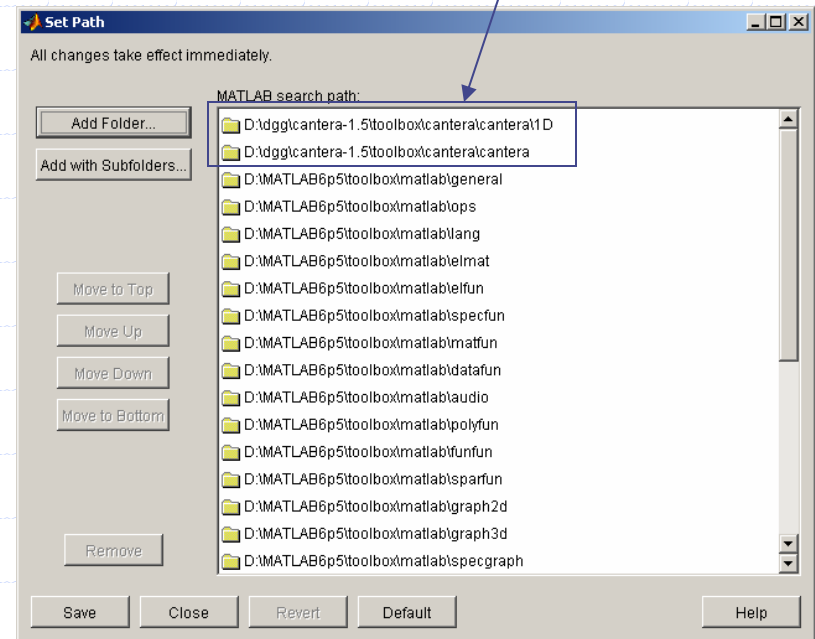 Set Path
All changes take effect immediately.
MATLAB search path:
Add Folder...
Add with Subfolders...
Move to Top
Move Up
Move Down
Move to Bottom
Remove
D:\dgg\cantera-1.5\toolbox\cantera\cantera\1D
D:\dgg\cantera-1.5\toolbox\cantera\cantera
D:\MATLAB6p5\toolbox\matlab\general
D:\MATLAB6p5\toolbox\matlab\ops
D:\MATLAB6p5\toolbox\matlab\lang
D:\MATLAB6p5\toolbox\matlab\elmat
D:\MATLAB6p5\toolbox\matlab\elfun
D:\MATLAB6p5\toolbox\matlab\specfun
D:\MATLAB6p5\toolbox\matlab\matfun
D:\MATLAB6p5\toolbox\matlab\datafun
D:\MATLAB6p5\toolbox\matlab\audio
D:\MATLAB6p5\toolbox\matlab\polyfun
D:\MATLAB6p5\toolbox\matlab\funfun
D:\MATLAB6p5\toolbox\matlab\sparfun
D:\MATLAB6p5\toolbox\matlab\graph2d
D:\MATLAB6p5\toolbox\matlab\graph3d
D:\MATLAB6p5\toolbox\matlab\specgraph
Save
Close
Revert
Default
Help